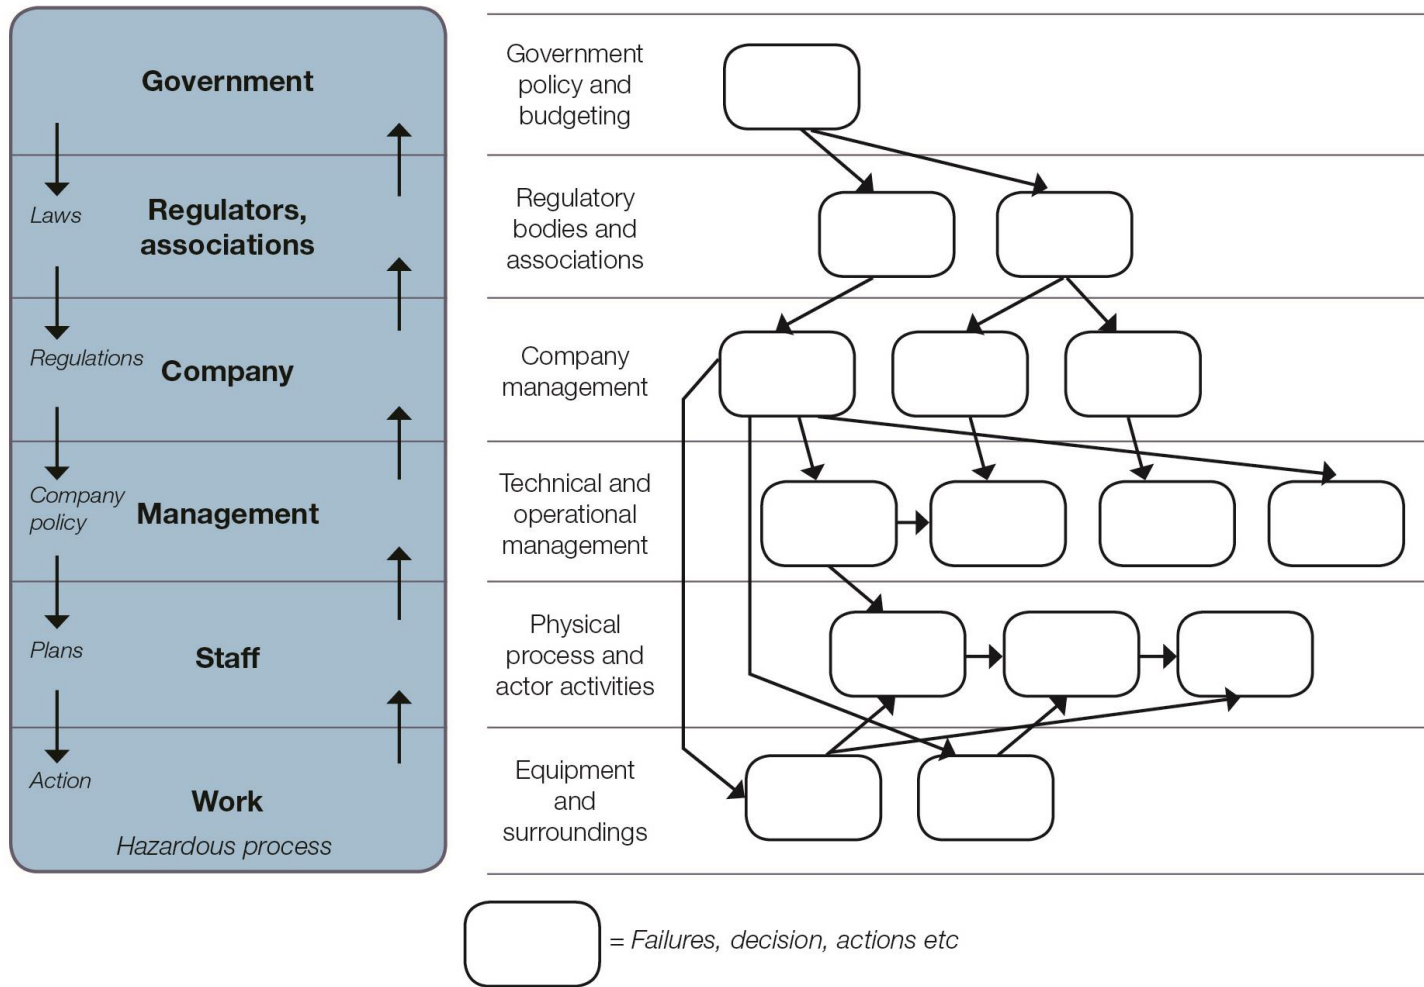 Government
Laws
Regulators,
associations
Regulations
Company
Company
policy
Management
Plans
Staff
Action
Work
Hazardous process
Government
policy and
budgeting
Regulatory
bodies and
associations
Company
management
Technical and
operational
management
Physical
process and
actor activities
Equipment
and
surroundings
= Failures, decision, actions etc